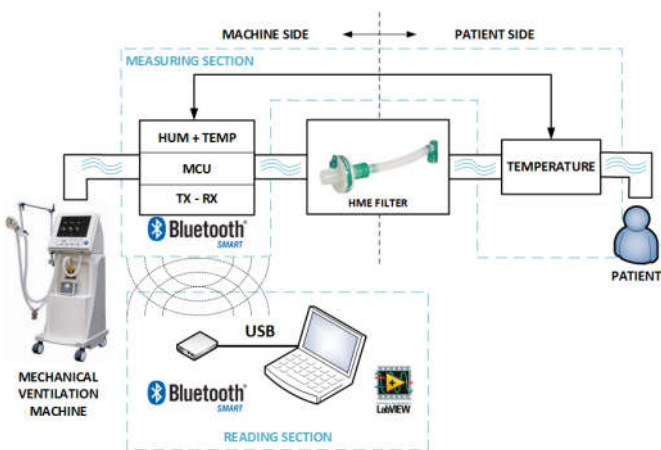 MACHINE SIDE
PATIENT SIDE
MEASURING SECTION
HUM + TEMP
MCU
TX - RX
HME FILTER
TEMPERATURE
Bluetooth®
SMART
PATIENT
MECHANICAL
VENTILATION
MACHINE
USB
Bluetooth®
SMART
LabVIEW
READING SECTION